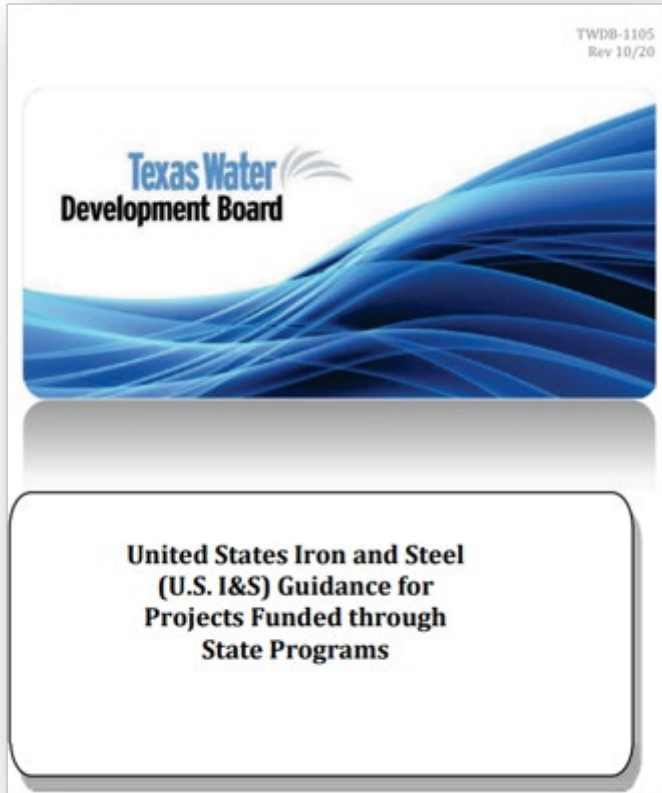 TWDB-1105
Rev 10/20
Texas Water
Development Board
United States Iron and Steel
(U.S. I&S) Guidance for
Projects Funded through
State Programs